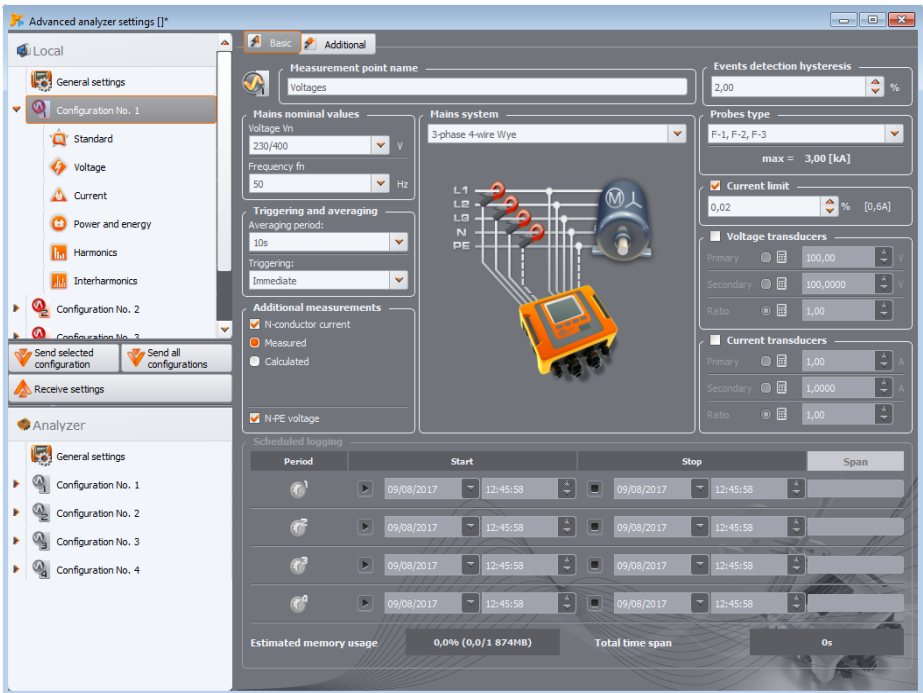 Advanced analyzer settings []*
Local
General settings
Configuration No. 1
Standard
Voltage
Current
Power and energy
Harmonics
Interharmonics
Configuration No. 2
Configuration No. 3
Send selected configuration
Send all configurations
Receive settings
Analyzer
General settings
Configuration No. 1
Configuration No. 2
Configuration No. 3
Configuration No. 4
Basic
Additional
Measurement point name
Voltages
Events detection hysteresis
2,00 %
Mains nominal values
Voltage Vn
230/400 V
Frequency fn
50 Hz
Triggering and averaging
Averaging period:
10s
Triggering:
Immediate
Additional measurements
N-conductor current
Measured
Calculated
N-PE voltage
Mains system
3-phase 4-wire Wye
L1
L2
L3
N
PE
M
Probes type
F-1, F-2, F-3
max = 3,00 [kA]
Current limit
0,02 % [0,6A]
Voltage transducers
Primary 100,00 V
Secondary 100,0000 V
Ratio 1,00
Current transducers
Primary 1,00 A
Secondary 1,0000 A
Ratio 1,00
Scheduled logging
Period Start Stop Span
1 09/08/2017 12:45:58 09/08/2017 12:45:58
2 09/08/2017 12:45:58 09/08/2017 12:45:58
3 09/08/2017 12:45:58 09/08/2017 12:45:58
4 09/08/2017 12:45:58 09/08/2017 12:45:58
Estimated memory usage 0,0% (0,0/1 874MB) Total time span 0s